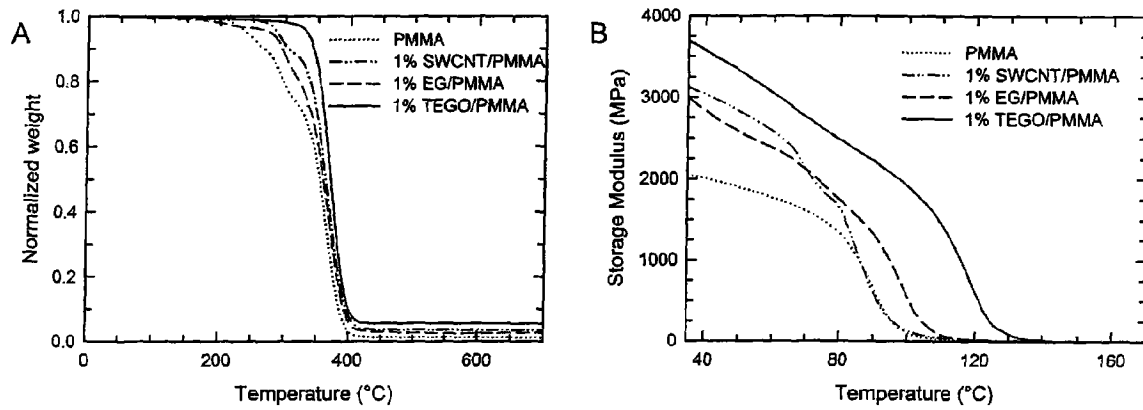 A
Normalized weight
1.0
0.8
0.6
0.4
0.2
0.0
PMMA
1% SWCNT/PMMA
1% EG/PMMA
1% TEGO/PMMA
0 200 400 600
Temperature (°C)
B
Storage Modulus (MPa)
4000
3000
2000
1000
0
PMMA
1% SWCNT/PMMA
1% EG/PMMA
1% TEGO/PMMA
40 80 120 160
Temperature (°C)